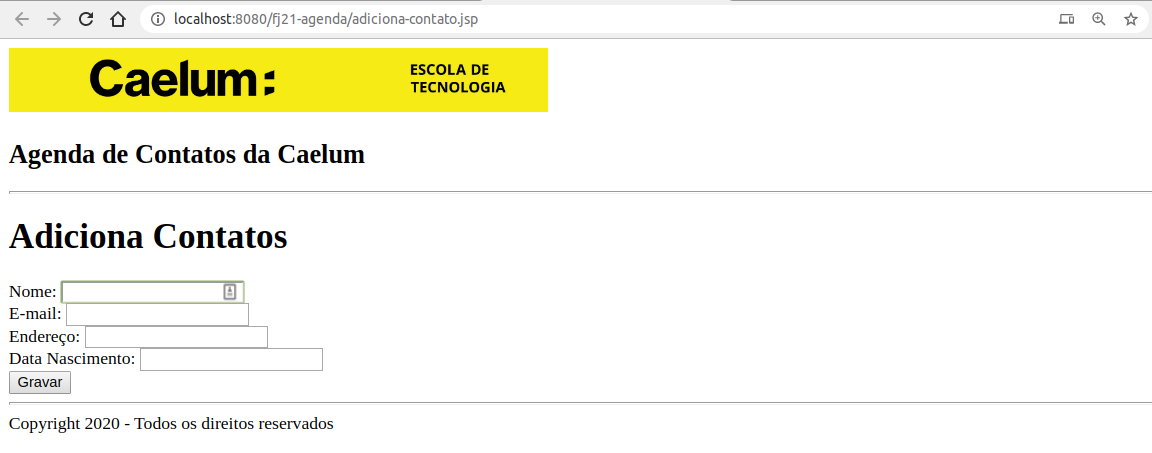 localhost:8080/fj21-agenda/adiciona-contato.jsp
Caelum:
ESCOLA DE
TECNOLOGIA
Agenda de Contatos da Caelum
Adiciona Contatos
Nome:
E-mail:
Endereço:
Data Nascimento:
Gravar
Copyright 2020 - Todos os direitos reservados